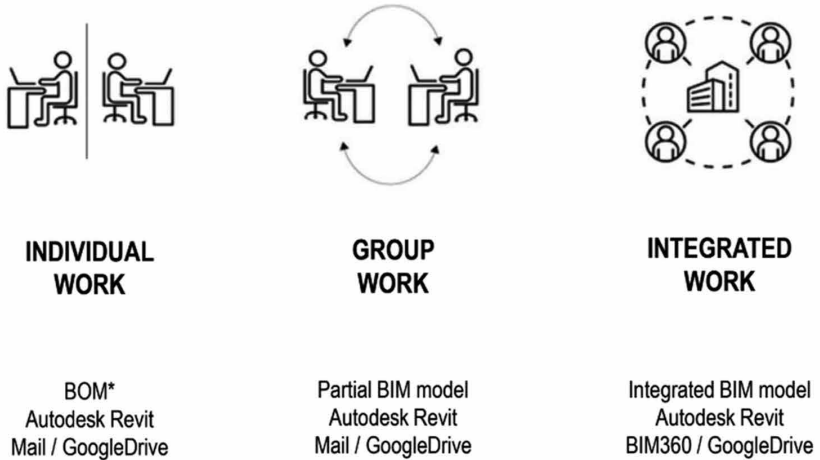 INDIVIDUAL
WORK
GROUP
WORK
INTEGRATED
WORK
BOM*
Autodesk Revit
Mail / GoogleDrive
Partial BIM model
Autodesk Revit
Mail / GoogleDrive
Integrated BIM model
Autodesk Revit
BIM360 / GoogleDrive